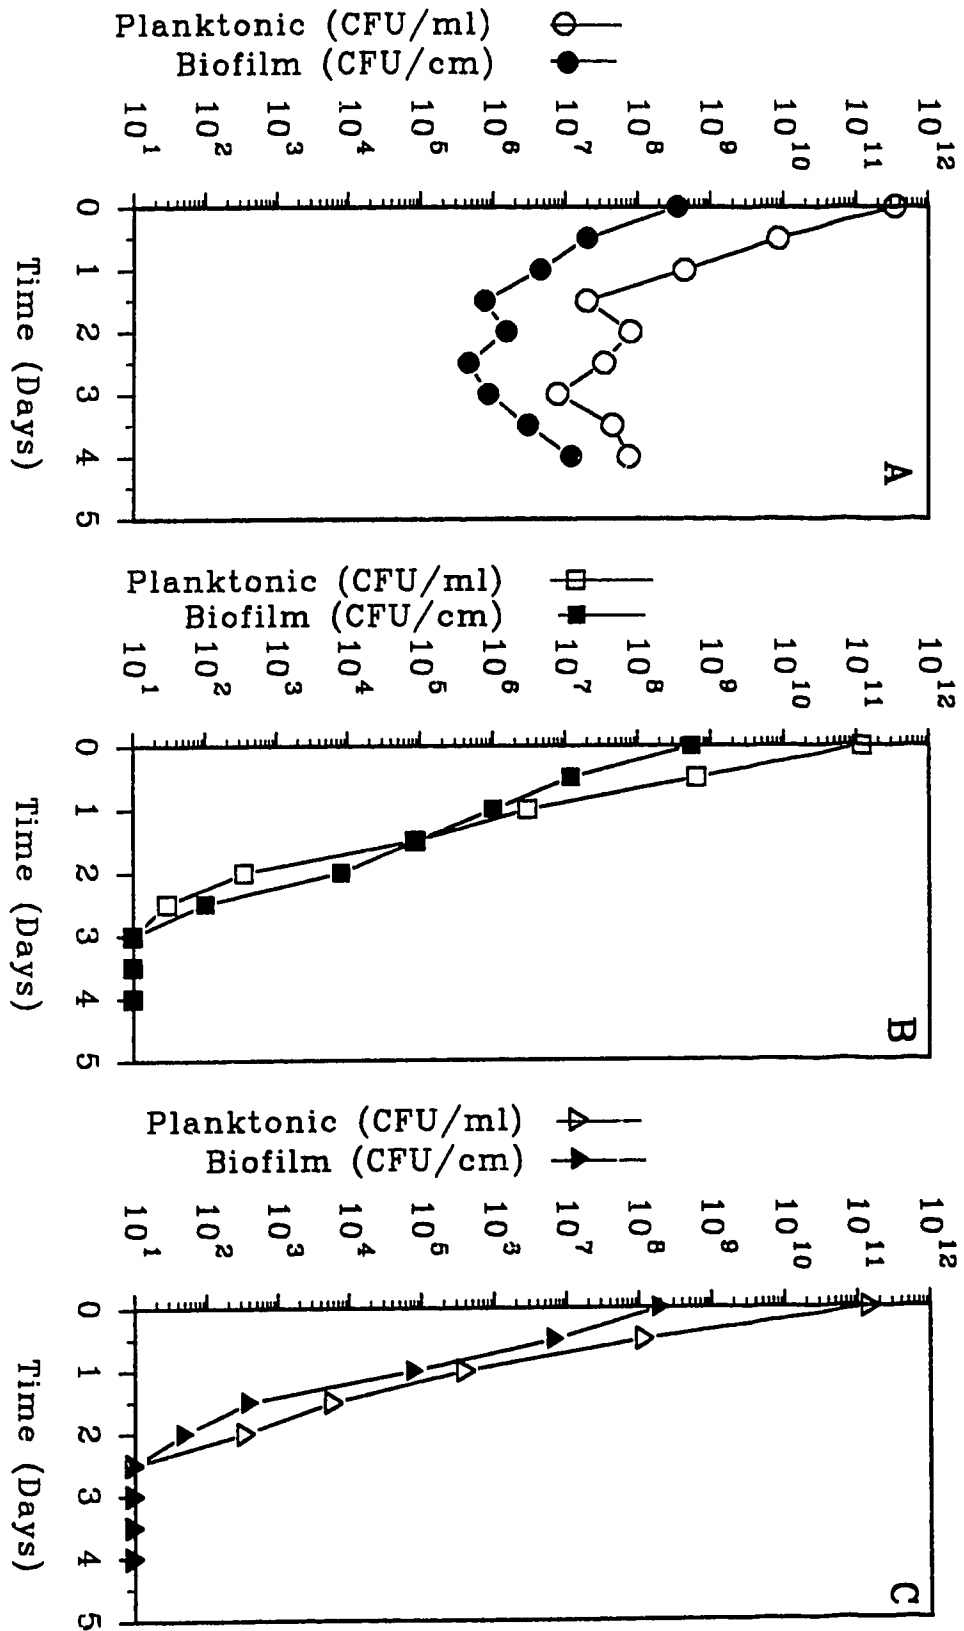 Planktonic (CFU/ml)
Biofilm (CFU/cm)
10^1 10^2 10^3 10^4 10^5 10^6 10^7 10^8 10^9 10^10 10^11 10^12
0
1
2
3
4
5
Time (Days)
A
Planktonic (CFU/ml)
Biofilm (CFU/cm)
10^1 10^2 10^3 10^4 10^5 10^6 10^7 10^8 10^9 10^10 10^11 10^12
0
1
2
3
4
5
Time (Days)
B
Planktonic (CFU/ml)
Biofilm (CFU/cm)
10^1 10^2 10^3 10^4 10^5 10^3 10^7 10^8 10^9 10^10 10^11 10^12
0
1
2
3
4
5
Time (Days)
C